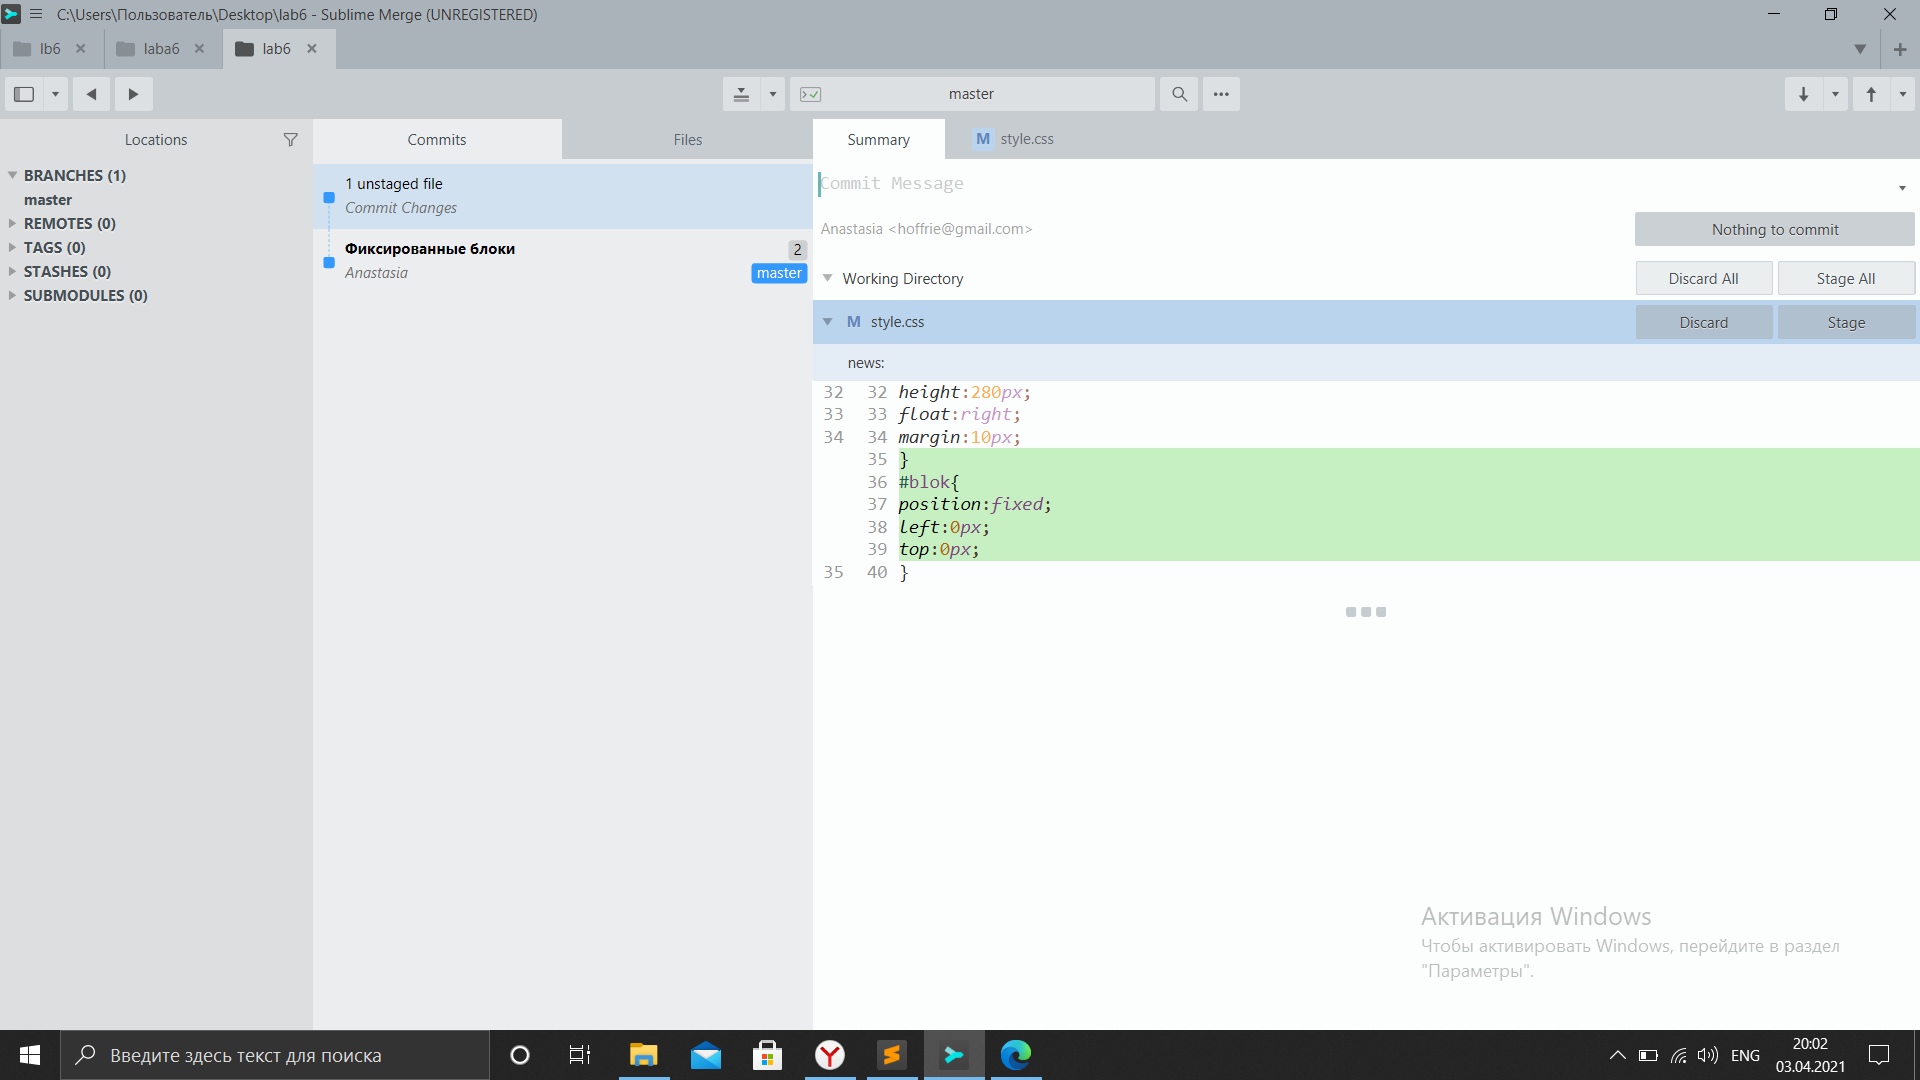 C:\Users\Пользователь\Desktop\lab6 - Sublime Merge (UNREGISTERED)
lb6
laba6
lab6
master
Locations
Commits
Files
Summary
M style.css
BRANCHES (1)
master
REMOTES (0)
TAGS (0)
STASHES (0)
SUBMODULES (0)
1 unstaged file
Commit Changes
Фиксированные блоки 2
Anastasia master
Commit Message
Anastasia <hoffrie@gmail.com>
Nothing to commit
Working Directory
Discard All
Stage All
M style.css
Discard
Stage
news:
32 32 height:280px;
33 33 float:right;
34 34 margin:10px;
35 }
36 #blok{
37 position:fixed;
38 left:0px;
39 top:0px;
35 40 }
Активация Windows
Чтобы активировать Windows, перейдите в раздел
"Параметры".
Введите здесь текст для поиска
ENG
20:02
03.04.2021